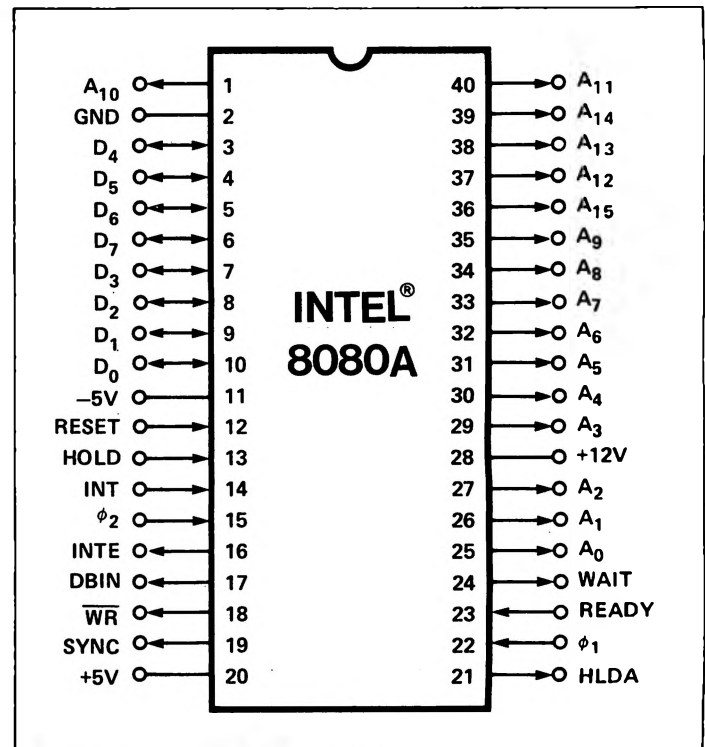 A₁₀ 1 40 A₁₁
GND 2 39 A₁₄
D₄ 3 38 A₁₃
D₅ 4 37 A₁₂
D₆ 5 36 A₁₅
D₇ 6 35 A₉
D₃ 7 34 A₈
D₂ 8 33 A₇
D₁ 9 32 A₆
D₀ 10 31 A₅
–5V 11 30 A₄
RESET 12 29 A₃
HOLD 13 28 +12V
INT 14 27 A₂
ϕ₂ 15 26 A₁
INTE 16 25 A₀
DBIN 17 24 WAIT
W̅R̅ 18 23 READY
SYNC 19 22 ϕ₁
+5V 20 21 HLDA
INTEL®
8080A